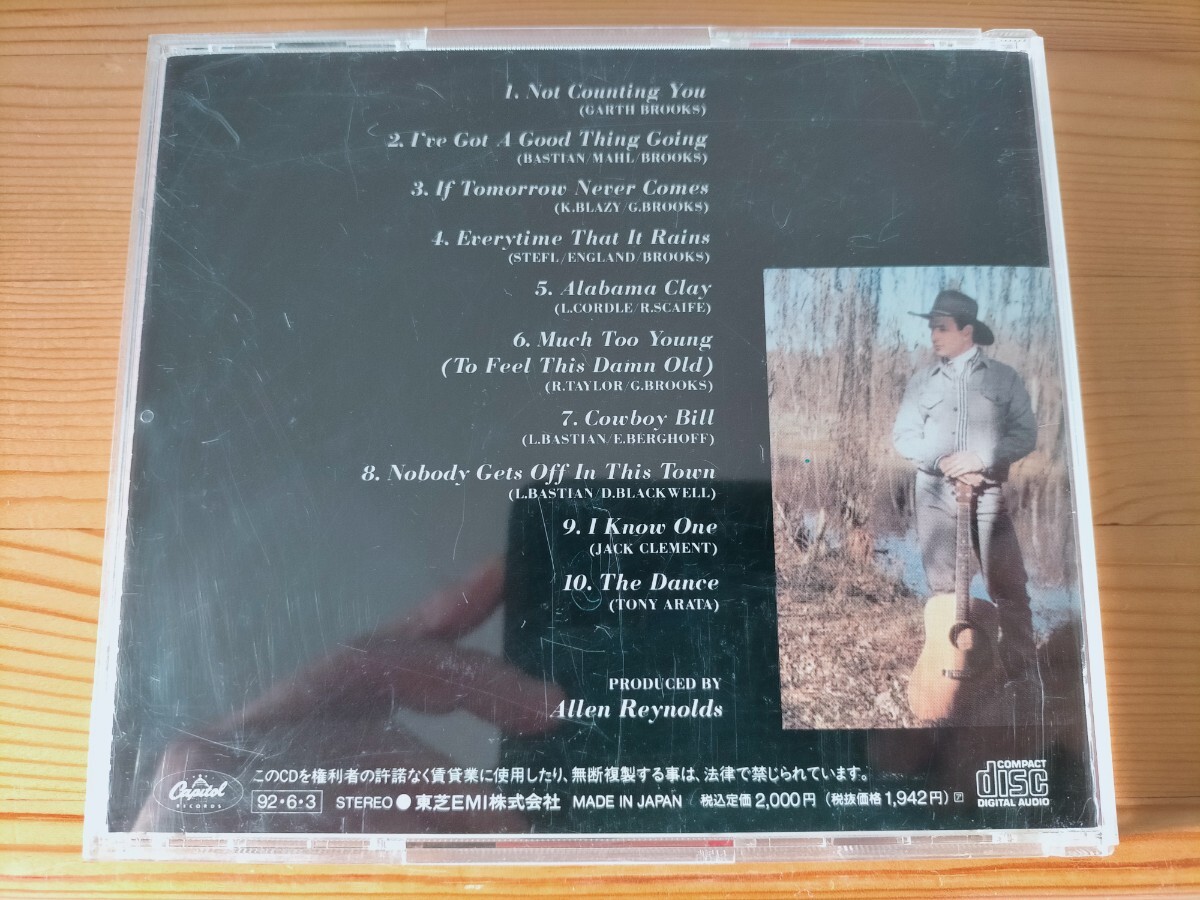 1. Not Counting You
(GARTH BROOKS)
2. I've Got A Good Thing Going
(BASTIAN/MAHL/BROOKS)
3. If Tomorrow Never Comes
(K.BLAZY/G.BROOKS)
4. Everytime That It Rains
(STEFL/ENGLAND/BROOKS)
5. Alabama Clay
(L.CORDLE/R.SCAIFE)
6. Much Too Young
(To Feel This Damn Old)
(R.TAYLOR/G.BROOKS)
7. Cowboy Bill
(L.BASTIAN/E.BERGHOFF)
8. Nobody Gets Off In This Town
(L.BASTIAN/D.BLACKWELL)
9. I Know One
(JACK CLEMENT)
10. The Dance
(TONY ARATA)
PRODUCED BY
Allen Reynolds
このCDを権利者の許諾なく賃貸業に使用したり、無断複製する事は、法律で禁じられています。
Capitol
RECORDS
92・6・3 STEREO ● 東芝EMI株式会社 MADE IN JAPAN 税込定価2,000円 (税抜価格1,942円)
COMPACT
disc
DIGITAL AUDIO